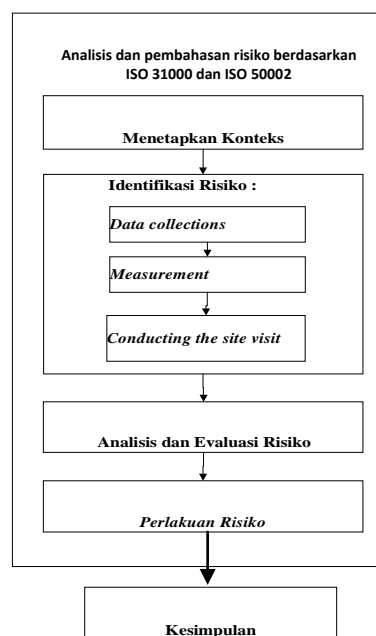 Analisis dan pembahasan risiko berdasarkan
ISO 31000 dan ISO 50002
Menetapkan Konteks
Identifikasi Risiko :
Data collections
Measurement
Conducting the site visit
Analisis dan Evaluasi Risiko
Perlakuan Risiko
Kesimpulan